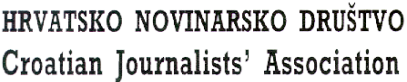 HRVATSKO NOVINARSKO DRUŠTVO
Croatian Journalists' Association